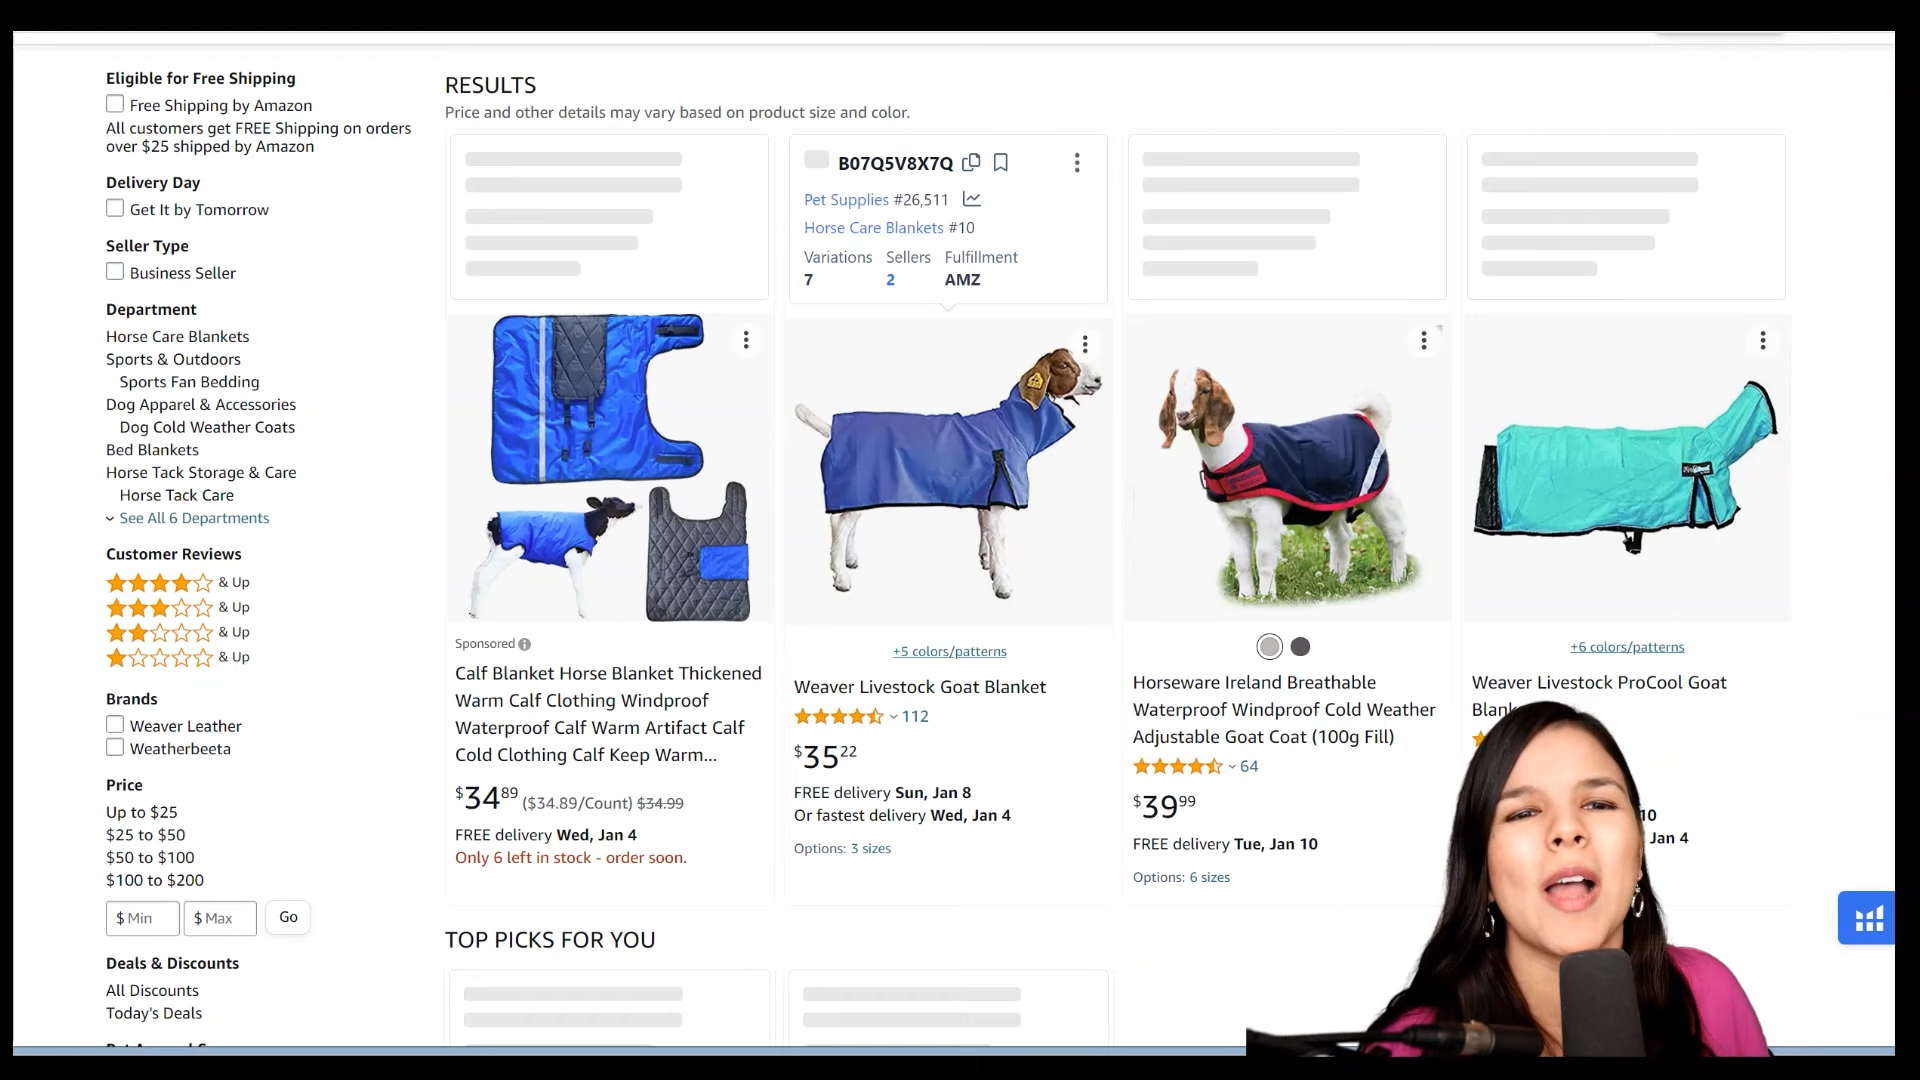 Eligible for Free Shipping
Free Shipping by Amazon
All customers get FREE Shipping on orders
over $25 shipped by Amazon
Delivery Day
Get It by Tomorrow
Seller Type
Business Seller
Department
Horse Care Blankets
Sports & Outdoors
Sports Fan Bedding
Dog Apparel & Accessories
Dog Cold Weather Coats
Bed Blankets
Horse Tack Storage & Care
Horse Tack Care
See All 6 Departments
Customer Reviews
& Up
& Up
& Up
& Up
Brands
Weaver Leather
Weatherbeeta
Price
Up to $25
$25 to $50
$50 to $100
$100 to $200
$ Min $ Max Go
Deals & Discounts
All Discounts
Today's Deals
RESULTS
Price and other details may vary based on product size and color.
B07Q5V8X7Q
Pet Supplies #26,511
Horse Care Blankets #10
Variations Sellers Fulfillment
7 2 AMZ
Sponsored
Calf Blanket Horse Blanket Thickened
Warm Calf Clothing Windproof
Waterproof Calf Warm Artifact Calf
Cold Clothing Calf Keep Warm...
$34 89 ($34.89/Count) $34.99
FREE delivery Wed, Jan 4
Only 6 left in stock - order soon.
+5 colors/patterns
Weaver Livestock Goat Blanket
112
$35 22
FREE delivery Sun, Jan 8
Or fastest delivery Wed, Jan 4
Options: 3 sizes
Horseware Ireland Breathable
Waterproof Windproof Cold Weather
Adjustable Goat Coat (100g Fill)
64
$39 99
FREE delivery Tue, Jan 10
Options: 6 sizes
+6 colors/patterns
Weaver Livestock ProCool Goat
10
Jan 4
TOP PICKS FOR YOU